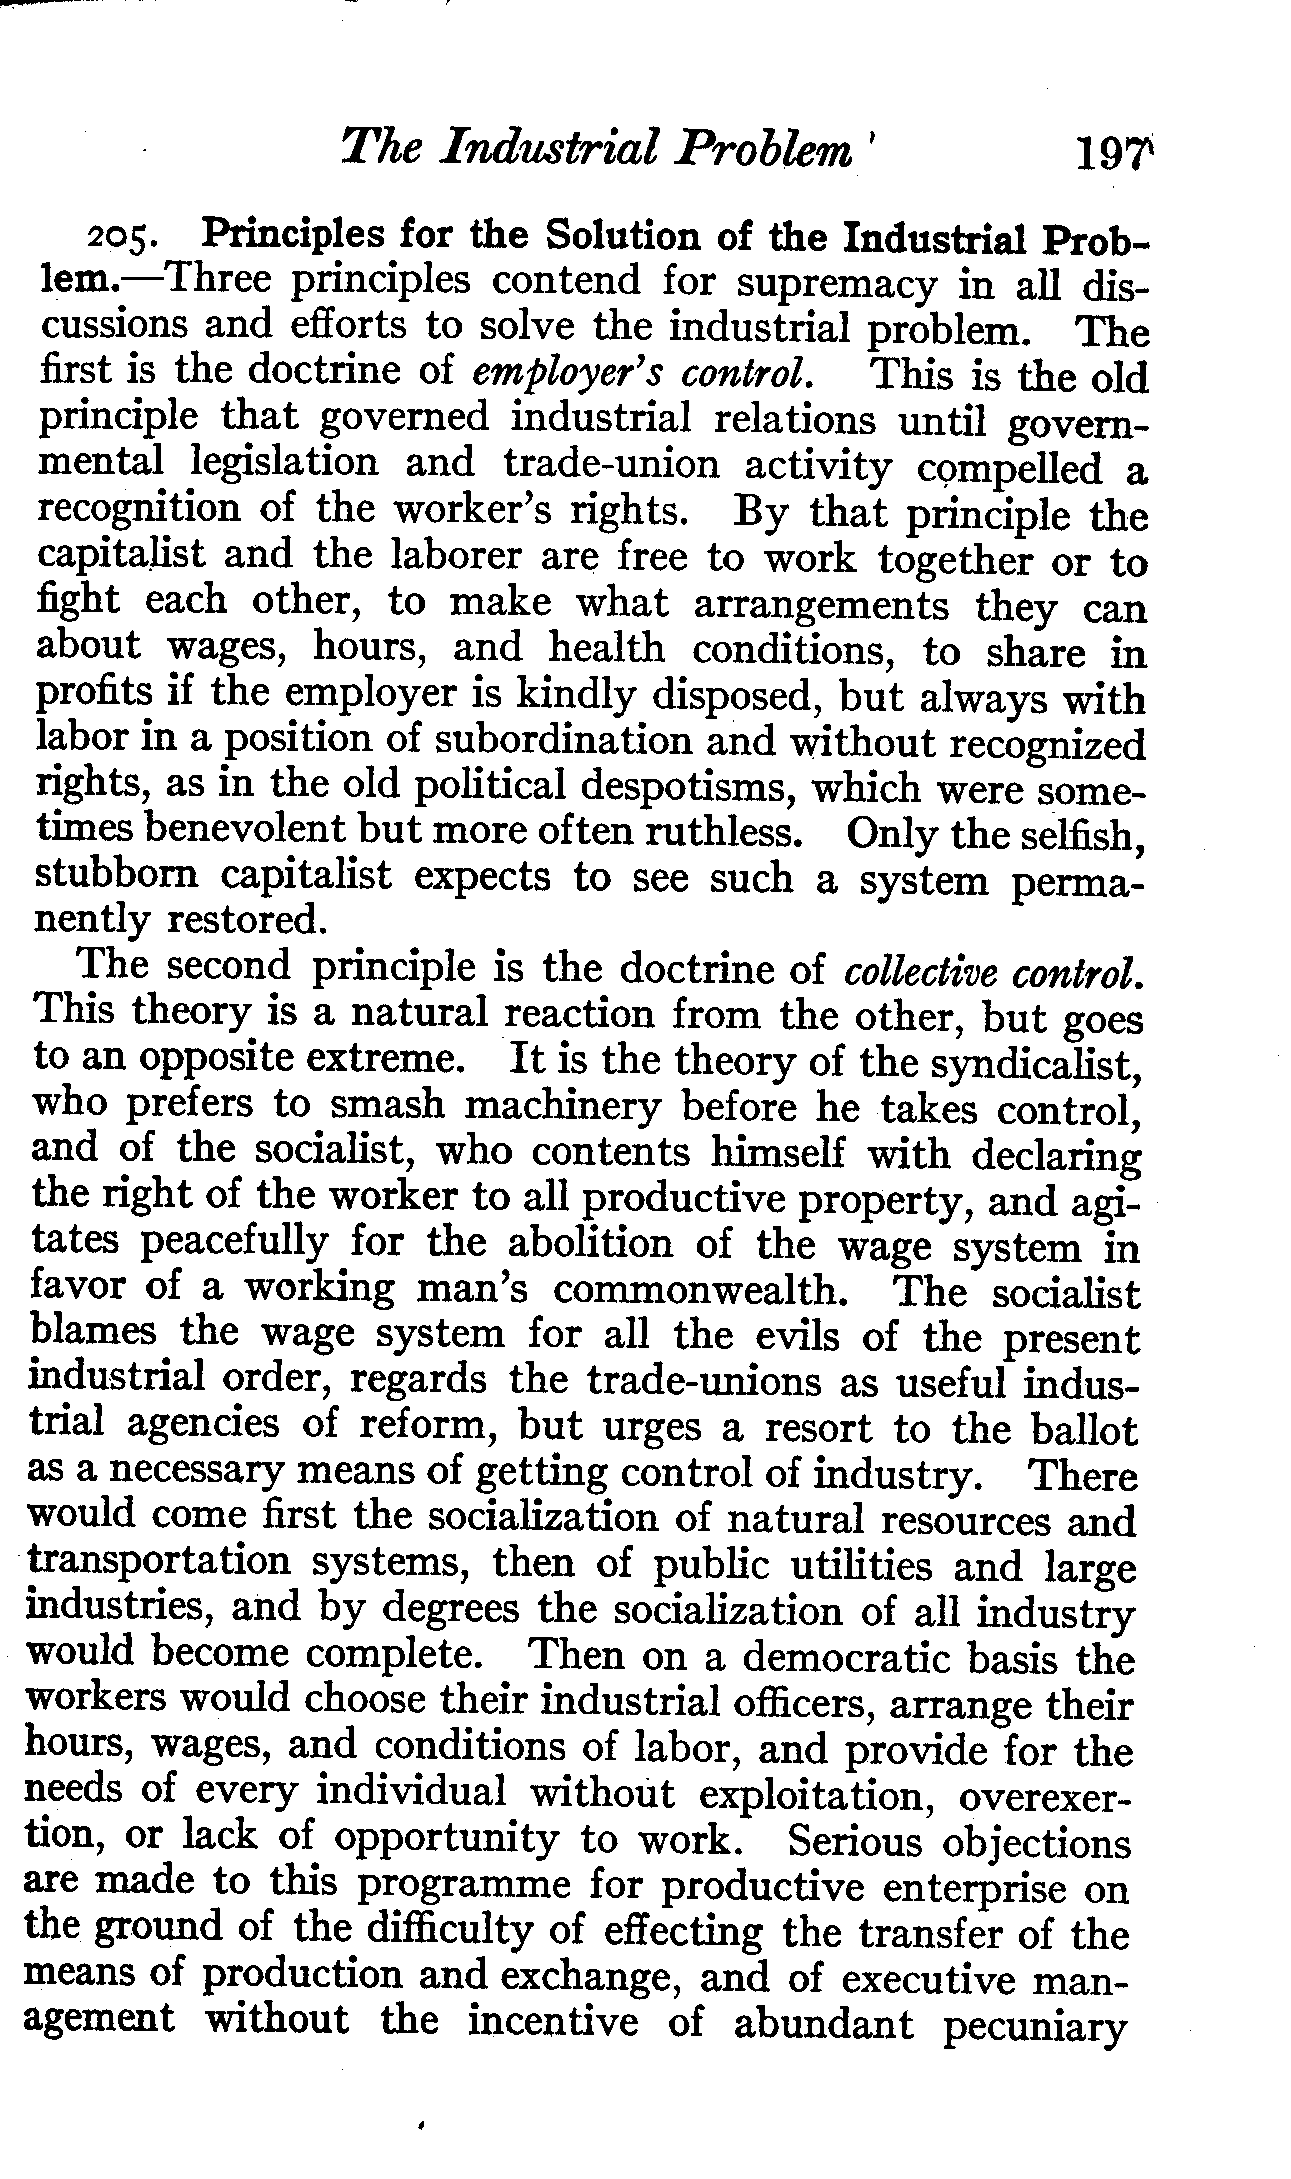 The Industrial Problem 197
205. Principles for the Solution of the Industrial Prob-
lem.—Three principles contend for supremacy in all dis-
cussions and efforts to solve the industrial problem. The
first is the doctrine of employer's control. This is the old
principle that governed industrial relations until govern-
mental legislation and trade-union activity compelled a
recognition of the worker's rights. By that principle the
capitalist and the laborer are free to work together or to
fight each other, to make what arrangements they can
about wages, hours, and health conditions, to share in
profits if the employer is kindly disposed, but always with
labor in a position of subordination and without recognized
rights, as in the old political despotisms, which were some-
times benevolent but more often ruthless. Only the selfish,
stubborn capitalist expects to see such a system perma-
nently restored.
The second principle is the doctrine of collective control.
This theory is a natural reaction from the other, but goes
to an opposite extreme. It is the theory of the syndicalist,
who prefers to smash machinery before he takes control,
and of the socialist, who contents himself with declaring
the right of the worker to all productive property, and agi-
tates peacefully for the abolition of the wage system in
favor of a working man's commonwealth. The socialist
blames the wage system for all the evils of the present
industrial order, regards the trade-unions as useful indus-
trial agencies of reform, but urges a resort to the ballot
as a necessary means of getting control of industry. There
would come first the socialization of natural resources and
transportation systems, then of public utilities and large
industries, and by degrees the socialization of all industry
would become complete. Then on a democratic basis the
workers would choose their industrial officers, arrange their
hours, wages, and conditions of labor, and provide for the
needs of every individual without exploitation, overexer-
tion, or lack of opportunity to work. Serious objections
are made to this programme for productive enterprise on
the ground of the difficulty of effecting the transfer of the
means of production and exchange, and of executive man-
agement without the incentive of abundant pecuniary